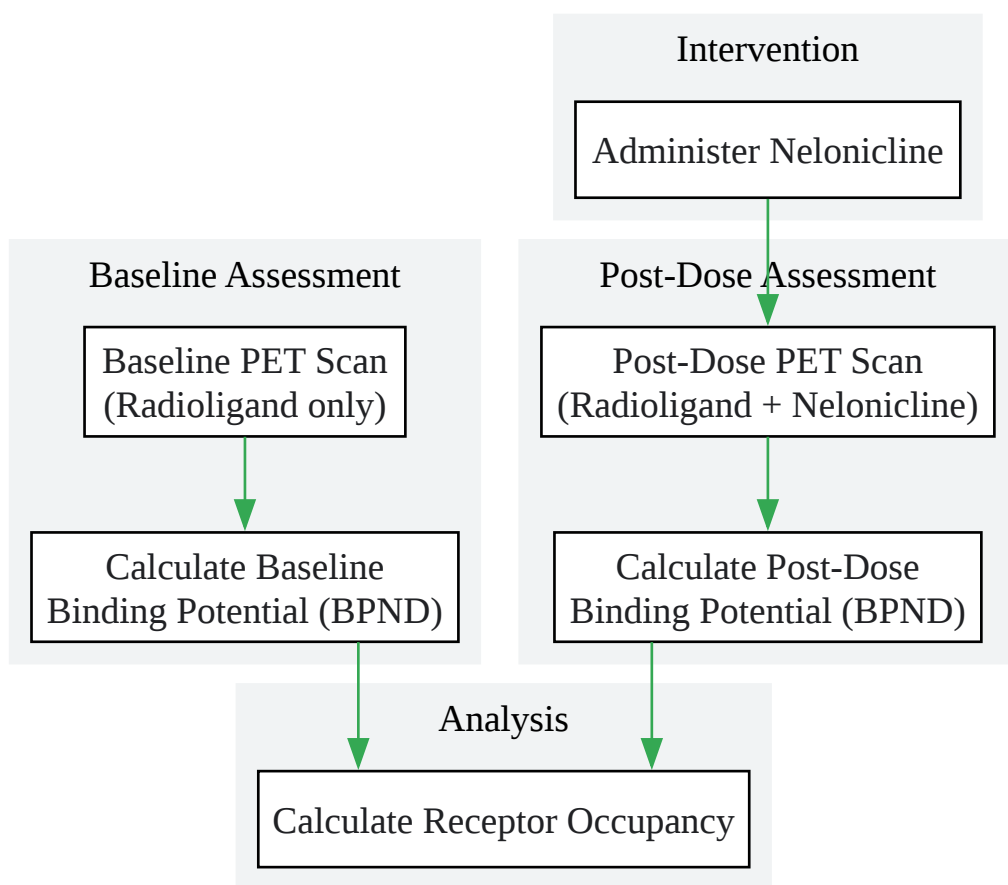 Intervention
Administer Nelonicline
Baseline Assessment
Baseline PET Scan
(Radioligand only)
Calculate Baseline
Binding Potential (BPND)
Post-Dose Assessment
Post-Dose PET Scan
(Radioligand + Nelonicline)
Calculate Post-Dose
Binding Potential (BPND)
Analysis
Calculate Receptor Occupancy